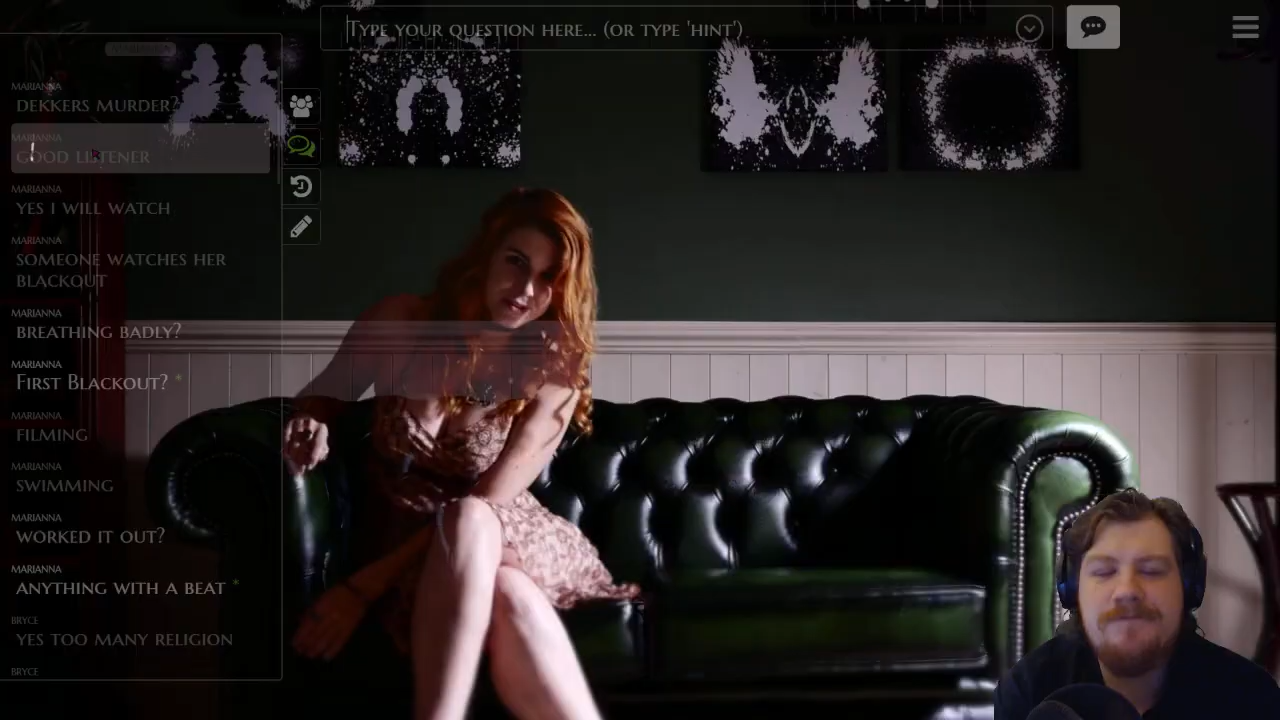 Type your question here... (or type 'hint')
MARIANNA
DEKKERS MURDER?
MARIANNA
GOOD LISTENER
MARIANNA
YES I WILL WATCH
MARIANNA
SOMEONE WATCHES HER
BLACKOUT
MARIANNA
BREATHING BADLY?
MARIANNA
First Blackout? *
MARIANNA
FILMING
MARIANNA
SWIMMING
MARIANNA
WORKED IT OUT?
MARIANNA
ANYTHING WITH A BEAT *
BRYCE
YES TOO MANY RELIGION
BRYCE